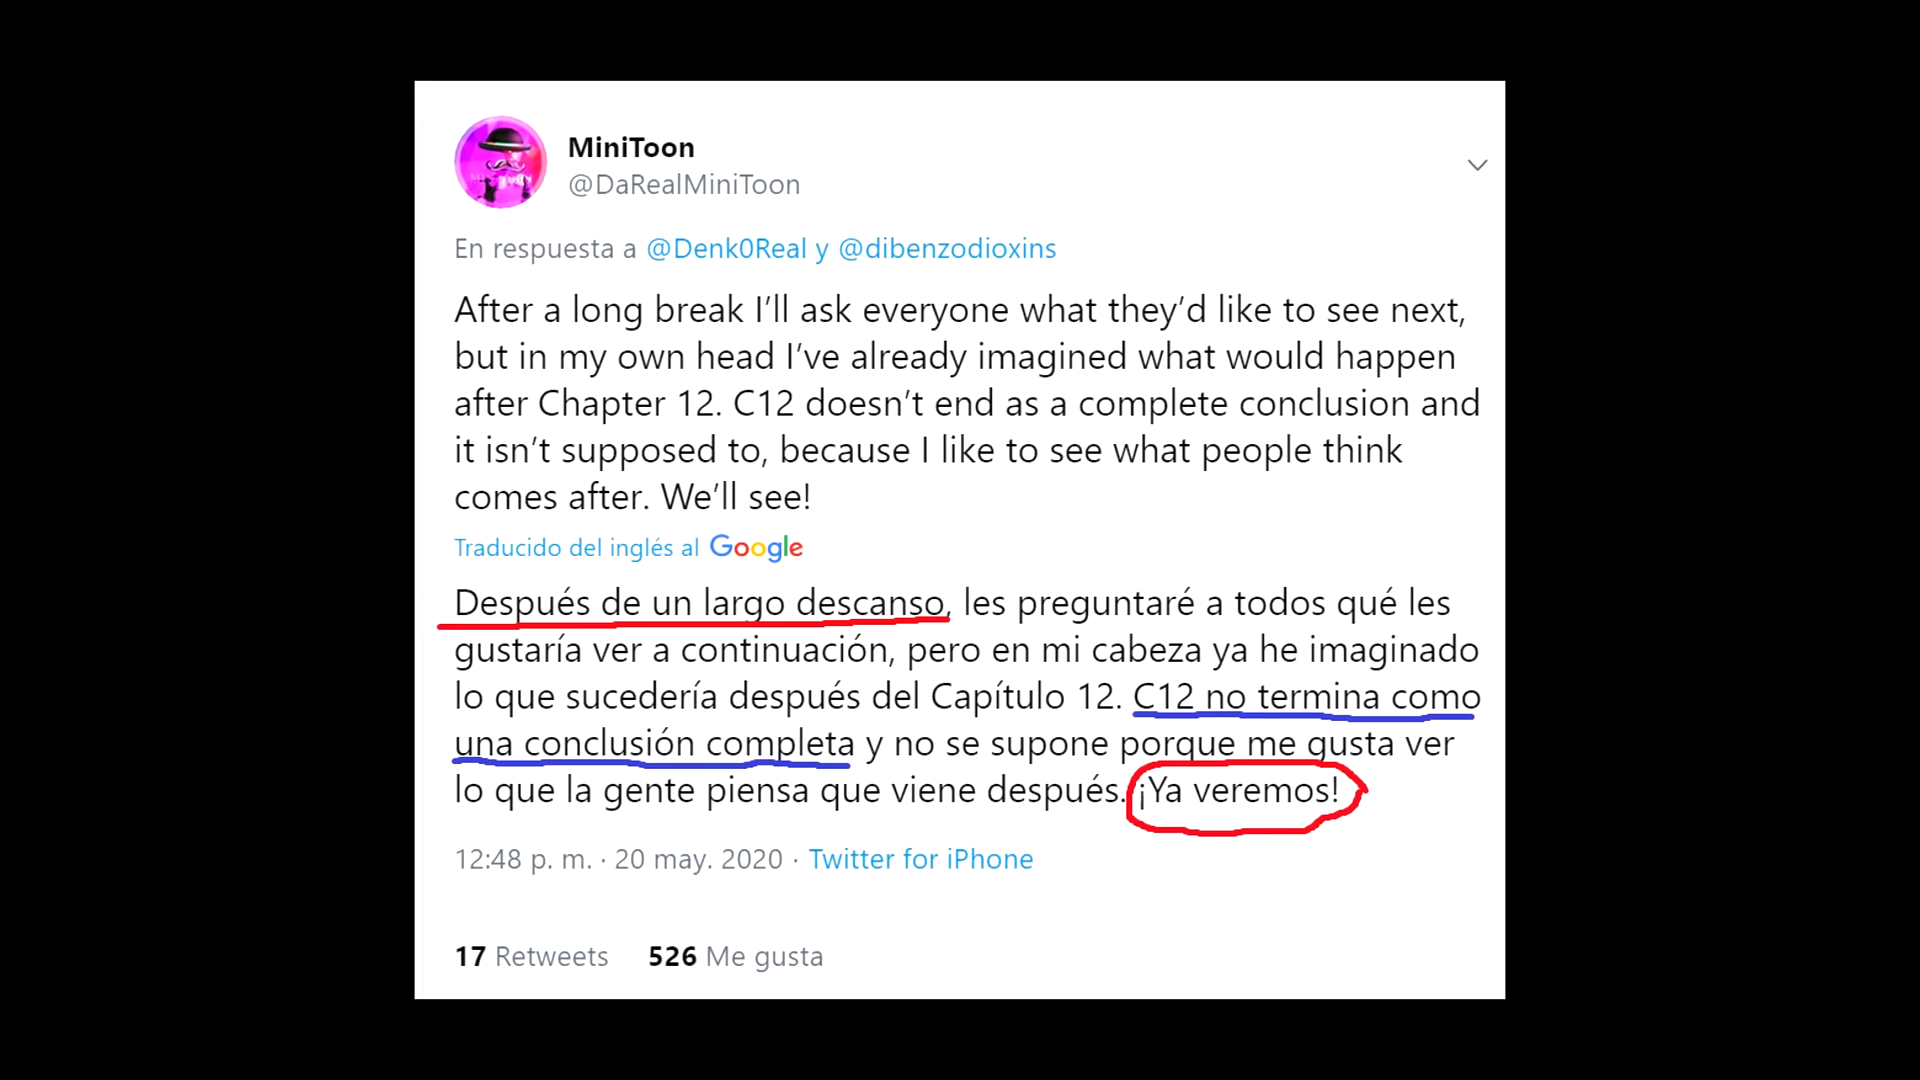 MiniToon
@DaRealMiniToon
En respuesta a @Denk0Real y @dibenzodioxins
After a long break I’ll ask everyone what they’d like to see next,
but in my own head I’ve already imagined what would happen
after Chapter 12. C12 doesn’t end as a complete conclusion and
it isn’t supposed to, because I like to see what people think
comes after. We’ll see!
Traducido del inglés al Google
Después de un largo descanso, les preguntaré a todos qué les
gustaría ver a continuación, pero en mi cabeza ya he imaginado
lo que sucedería después del Capítulo 12. C12 no termina como
una conclusión completa y no se supone porque me gusta ver
lo que la gente piensa que viene después. ¡Ya veremos!
12:48 p. m. · 20 may. 2020 · Twitter for iPhone
17 Retweets 526 Me gusta